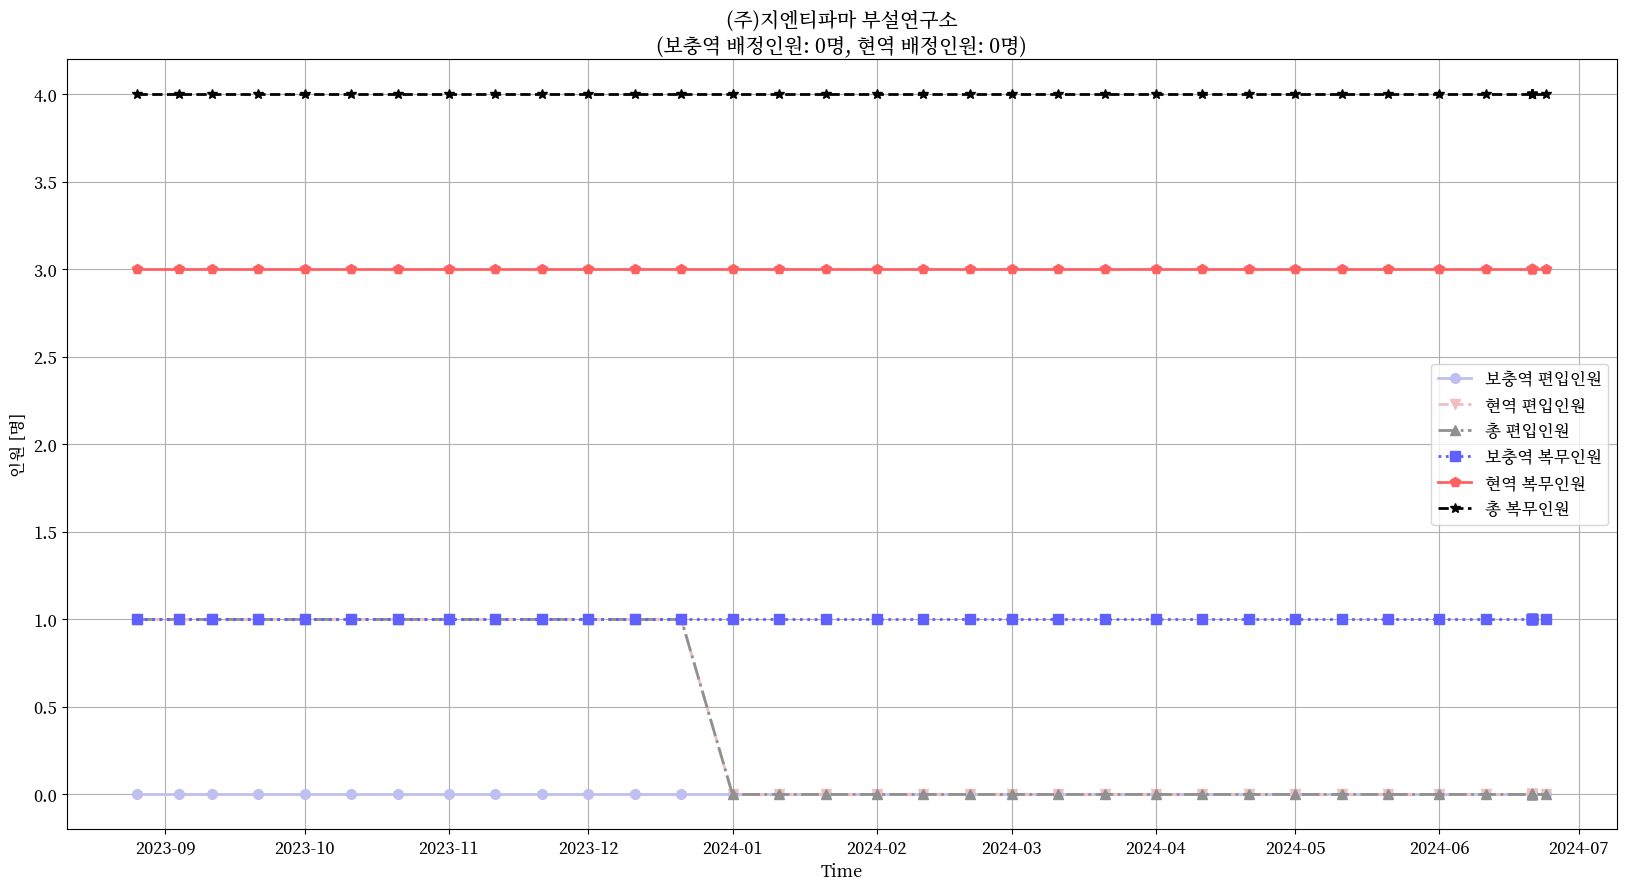 (주)지엔티파마 부설연구소
(보충역 배정인원: 0명, 현역 배정인원: 0명)
4.0
3.5
3.0
2.5
2.0
1.5
1.0
0.5
0.0
인원 [명]
보충역 편입인원
현역 편입인원
총 편입인원
보충역 복무인원
현역 복무인원
총 복무인원
2023-09 2023-10 2023-11 2023-12 2024-01 2024-02 2024-03 2024-04 2024-05 2024-06 2024-07
Time